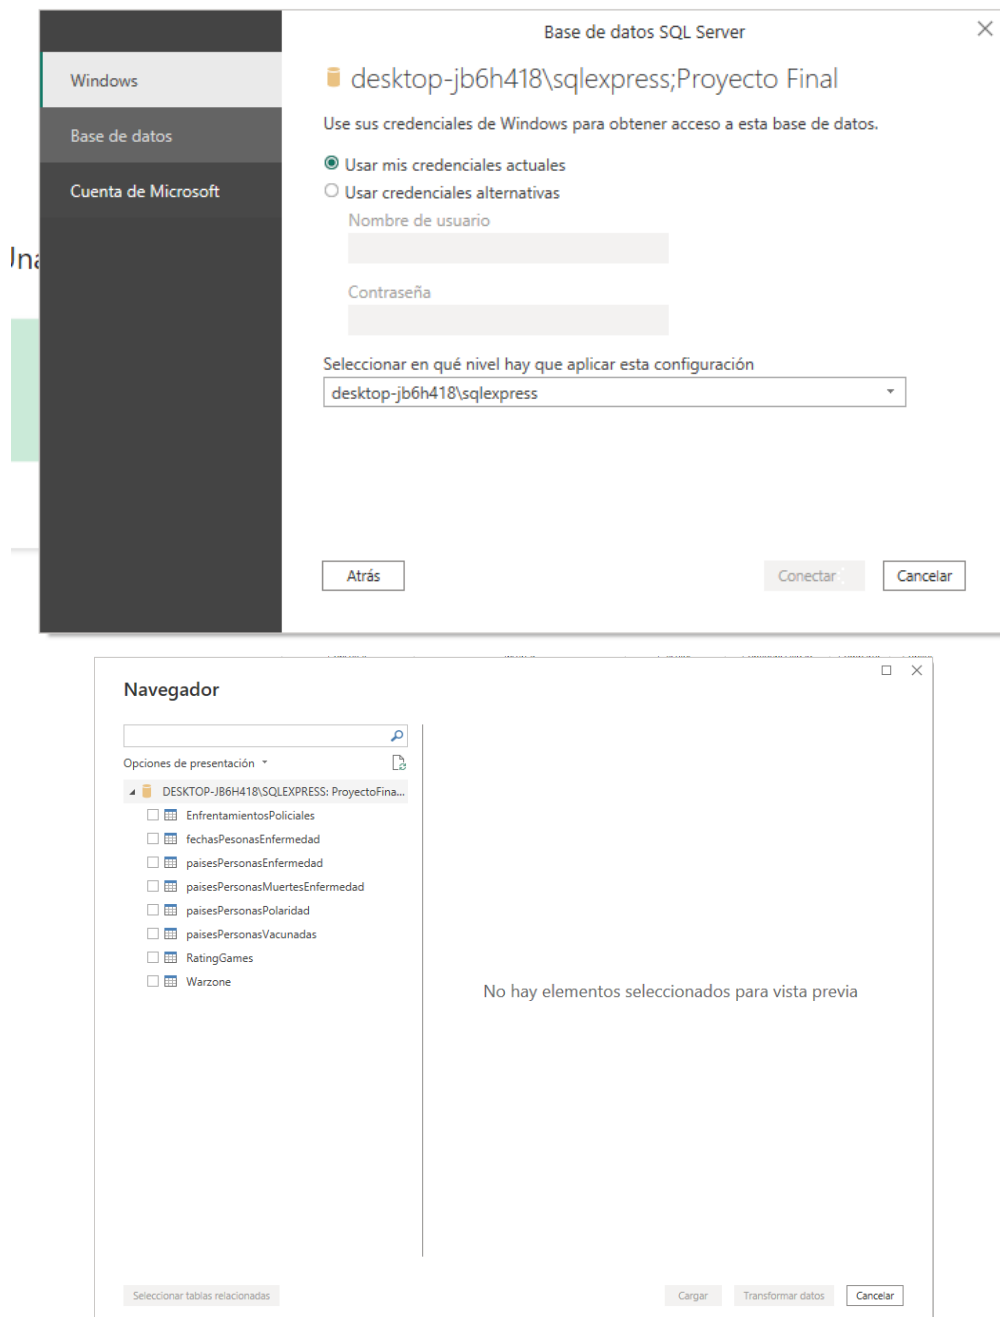 Base de datos SQL Server
Windows
Base de datos
Cuenta de Microsoft
desktop-jb6h418\sqlexpress;Proyecto Final
Use sus credenciales de Windows para obtener acceso a esta base de datos.
Usar mis credenciales actuales
Usar credenciales alternativas
Nombre de usuario
Contraseña
Seleccionar en qué nivel hay que aplicar esta configuración
desktop-jb6h418\sqlexpress
Atrás
Conectar
Cancelar
Navegador
Opciones de presentación
DESKTOP-JB6H418\SQLEXPRESS: ProyectoFina...
EnfrentamientosPoliciales
fechasPesonasEnfermedad
paisesPersonasEnfermedad
paisesPersonasMuertesEnfermedad
paisesPersonasPolaridad
paisesPersonasVacunadas
RatingGames
Warzone
No hay elementos seleccionados para vista previa
Seleccionar tablas relacionadas
Cargar
Transformar datos
Cancelar